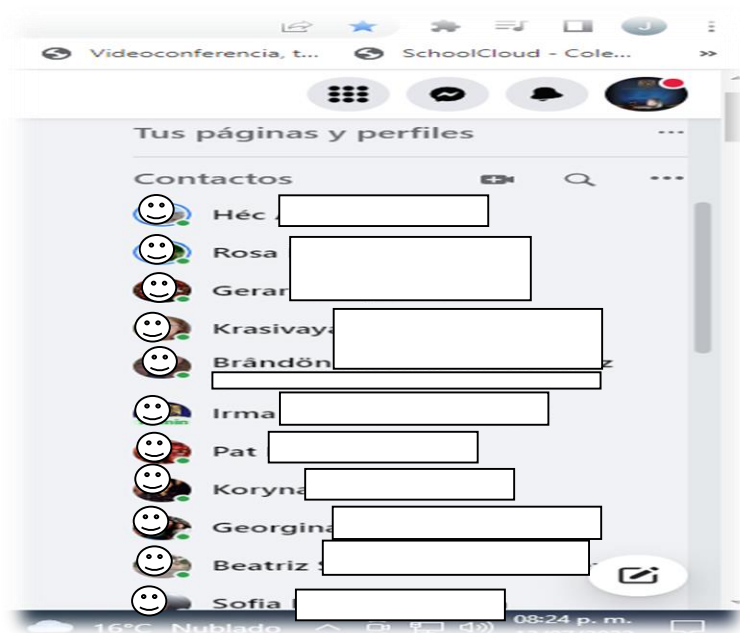 Videoconferencia, t... SchoolCloud - Cole... »
Tus páginas y perfiles
Contactos
Héc
Rosa
Gerar
Krasivaya
Brândön z
Irma
Pat
Koryna
Georgina
Beatriz S
Sofia
08:24 p. m.
16°C Nublado